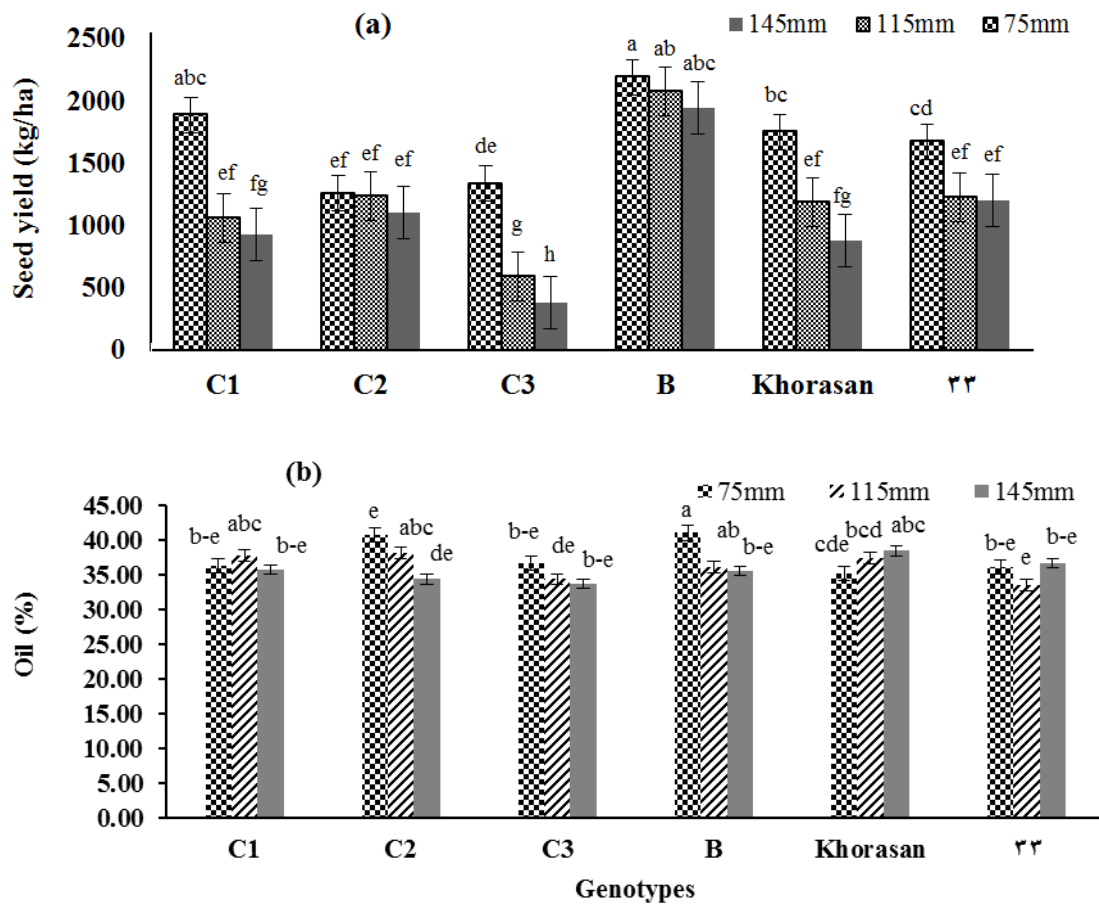 (a)
145mm 115mm 75mm
Seed yield (kg/ha)
2500
2000
1500
1000
500
0
abc ef fg
ef ef ef
de g h
a ab abc
bc ef fg
cd ef ef
C1 C2 C3 B Khorasan ٣٣
(b)
75mm 115mm 145mm
Oil (%)
45.00
40.00
35.00
30.00
25.00
20.00
15.00
10.00
5.00
0.00
b-e abc b-e
e abc de
b-e de b-e
a ab b-e
cde bcd abc
b-e e b-e
C1 C2 C3 B Khorasan ٣٣
Genotypes